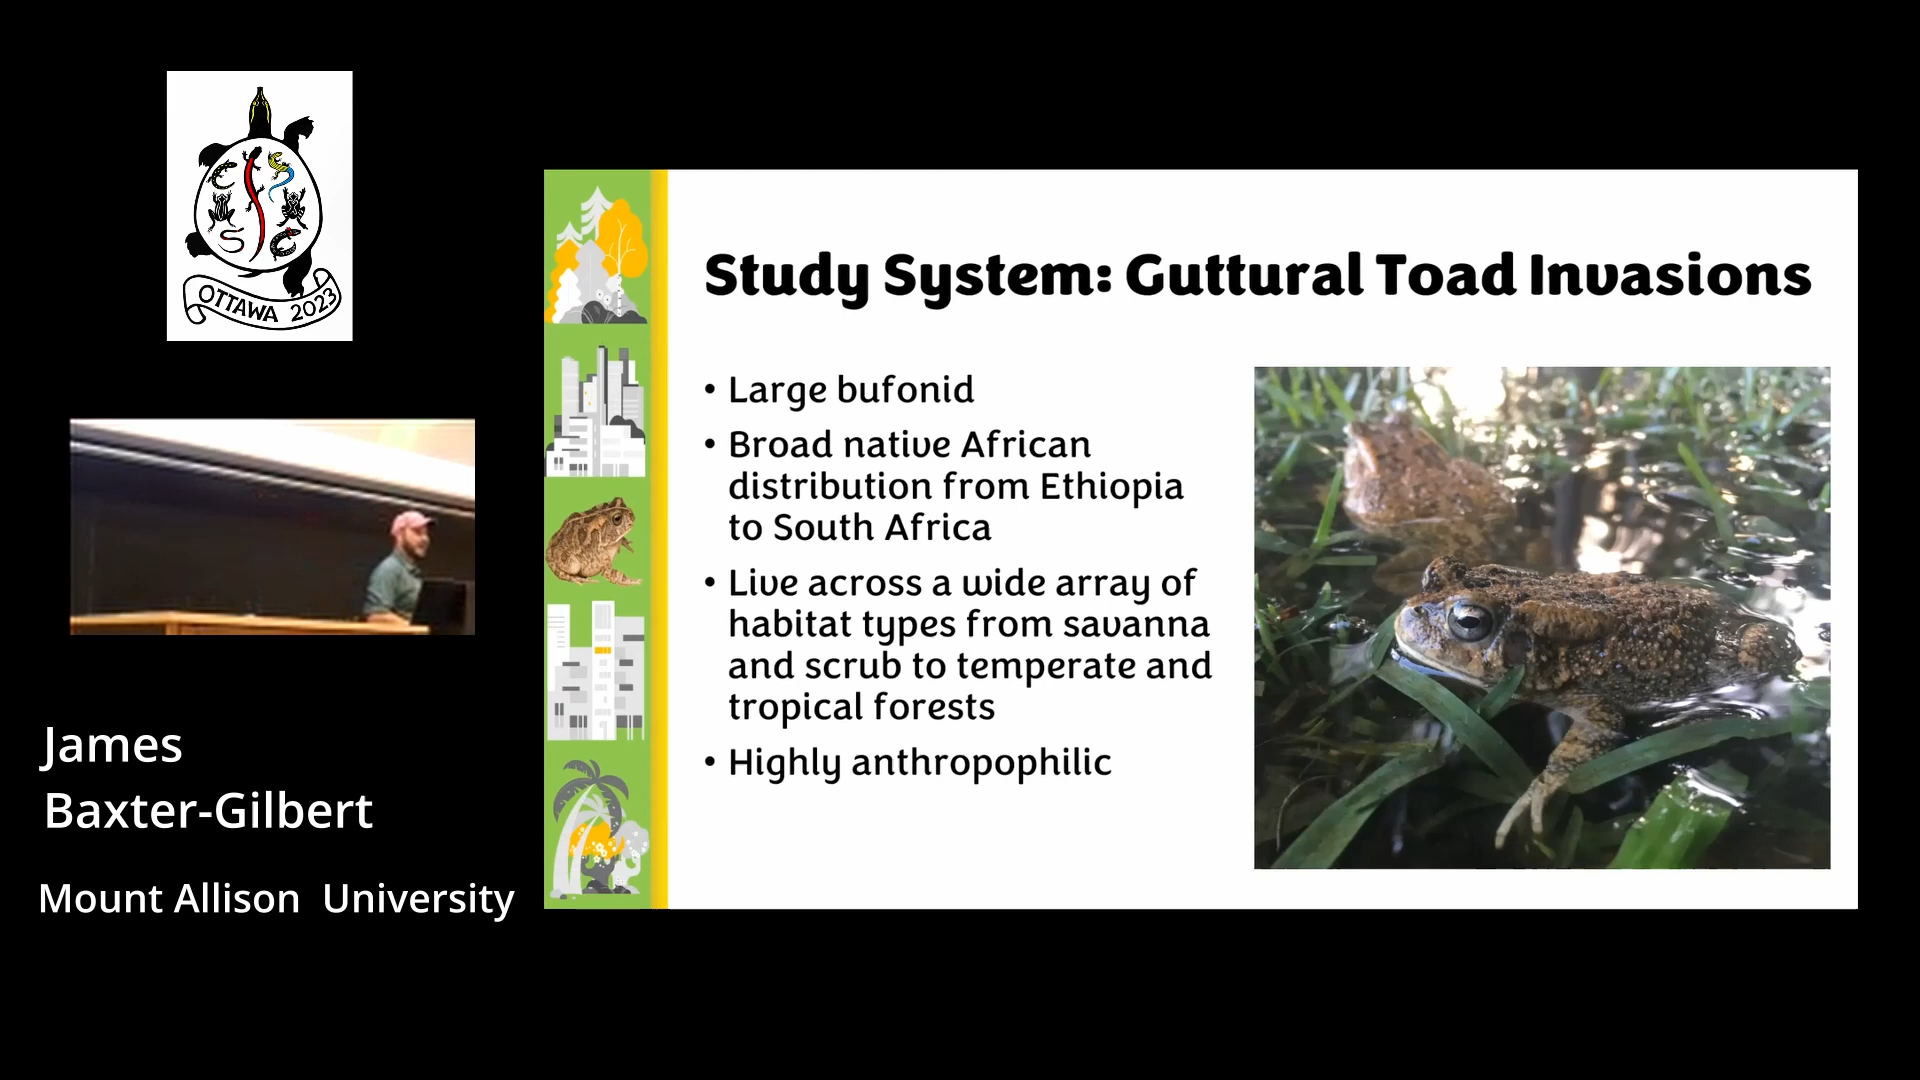 OTTAWA 2023
James
Baxter-Gilbert
Mount Allison University
Study System: Guttural Toad Invasions
• Large bufonid
• Broad native African
distribution from Ethiopia
to South Africa
• Live across a wide array of
habitat types from savanna
and scrub to temperate and
tropical forests
• Highly anthropophilic